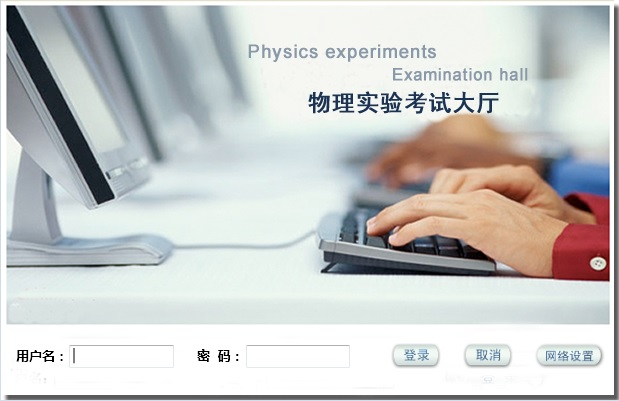 Physics experiments
Examination hall
物理实验考试大厅
用户名： 密 码： 登录 取消 网络设置